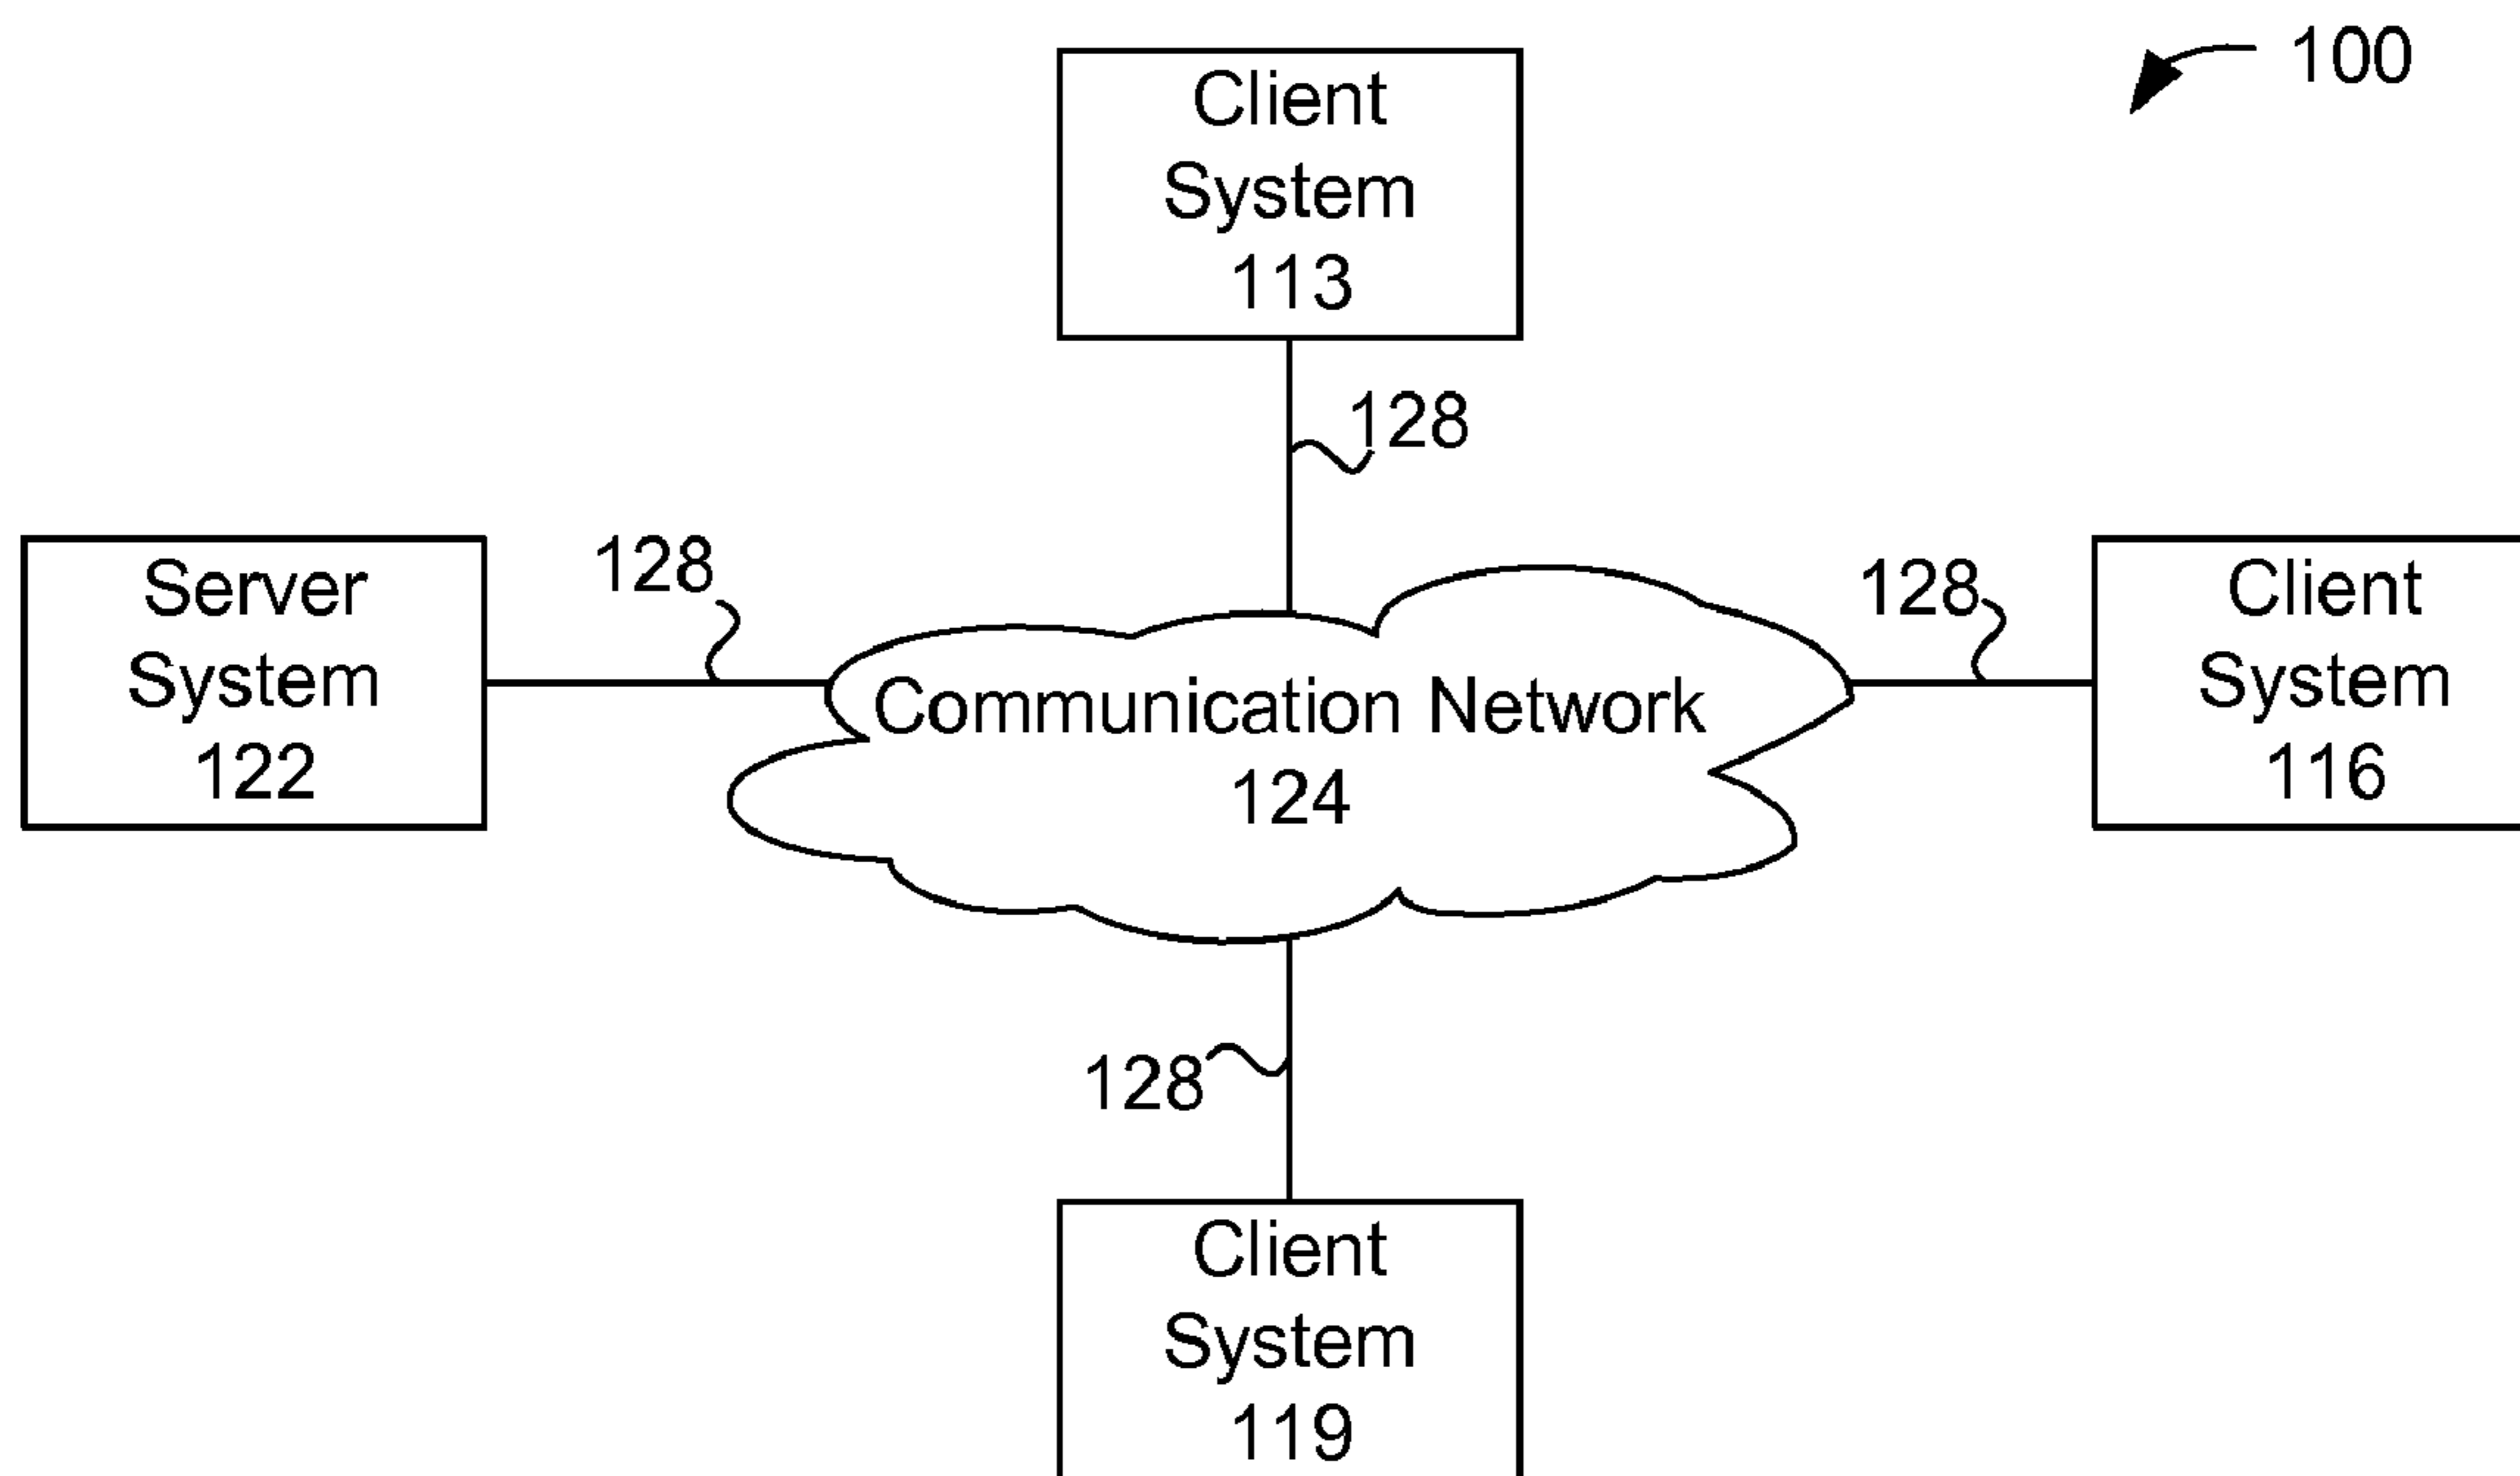 100
Client
System
113
128
Server
System
122
128
128
Client
System
116
Communication Network
124
128
Client
System
119